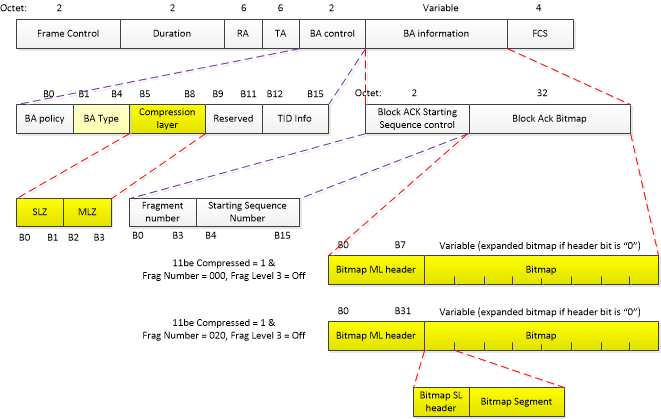 Octet: 2 2 6 6 2 Variable 4
Frame Control Duration RA TA BA control BA information FCS
B0 B1 B4 B5 B8 B9 B11 B12 B15 Octet: 2 32
BA policy BA Type Compression layer Reserved TID Info Block ACK Starting Sequence control Block Ack Bitmap
SLZ MLZ Fragment number Starting Sequence Number
B0 B1 B2 B3 B0 B3 B4 B15
B0 B7 Variable (expanded bitmap if header bit is “0”)
11be Compressed = 1 &
Frag Number = 000, Frag Level 3 = Off
Bitmap ML header Bitmap
B0 B31 Variable (expanded bitmap if header bit is “0”)
11be Compressed = 1 &
Frag Number = 020, Frag Level 3 = Off
Bitmap ML header Bitmap
Bitmap SL header Bitmap Segment